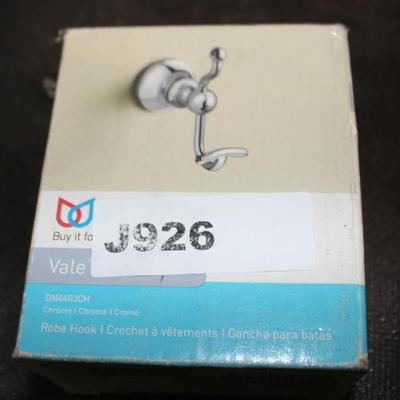 Buy it fo
J926
Vale
DN4403CH
Chrome | Chrome | Cromo
Robe Hook | Crochet à vêtements | Gancho para batas